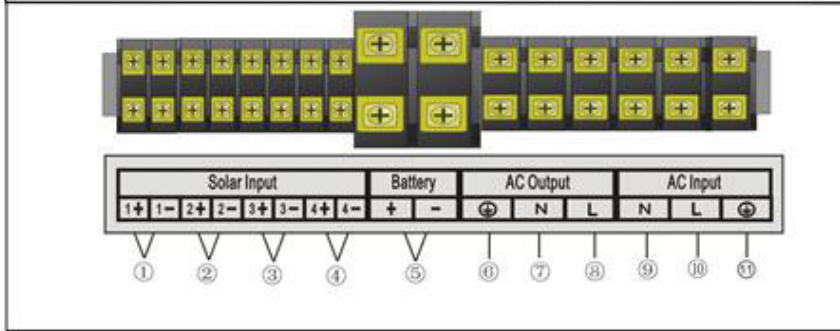 Solar Input Battery AC Output AC Input
1+ 1- 2+ 2- 3+ 3- 4+ 4- + - ⏚ N L N L ⏚
① ② ③ ④ ⑤ ⑥ ⑦ ⑧ ⑨ ⑩ ⑪